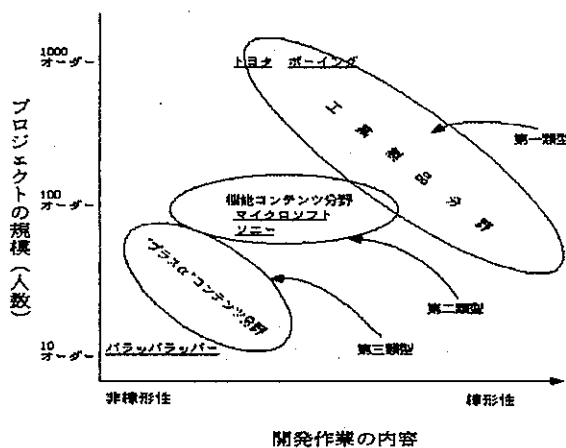 プロジェクトの規模（人数）
1000
オーダー
トヨタ ボーイング
工業製品分野
第一類型
100
オーダー
機能コンテンツ分野
マイクロソフト
ソニー
"プラスα"コンテンツ分野
第二類型
10
オーダー
パラッパラッパー
第三類型
非棟形性
棟形性
開発作業の内容